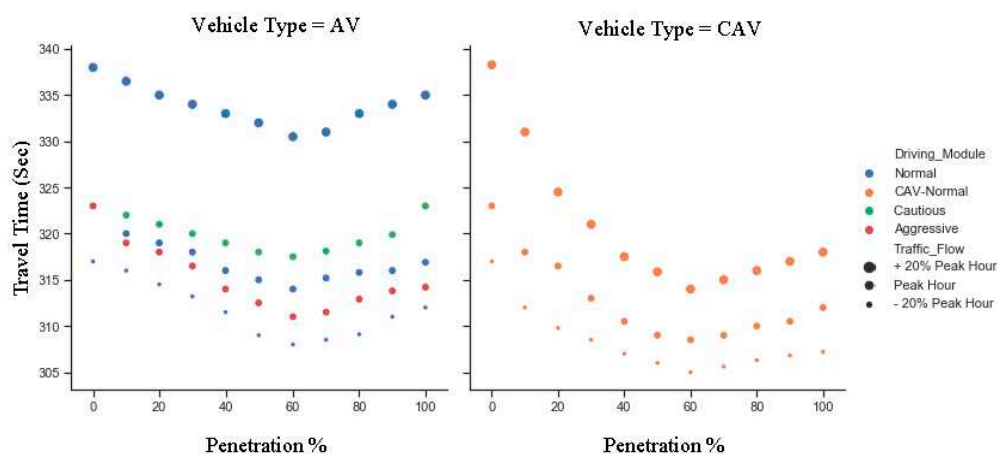 Vehicle Type = AV
Vehicle Type = CAV
340
335
330
325
320
315
310
305
Travel Time (Sec)
0 20 40 60 80 100
0 20 40 60 80 100
Penetration %
Penetration %
Driving_Module
Normal
CAV-Normal
Cautious
Aggressive
Traffic_Flow
+ 20% Peak Hour
Peak Hour
- 20% Peak Hour